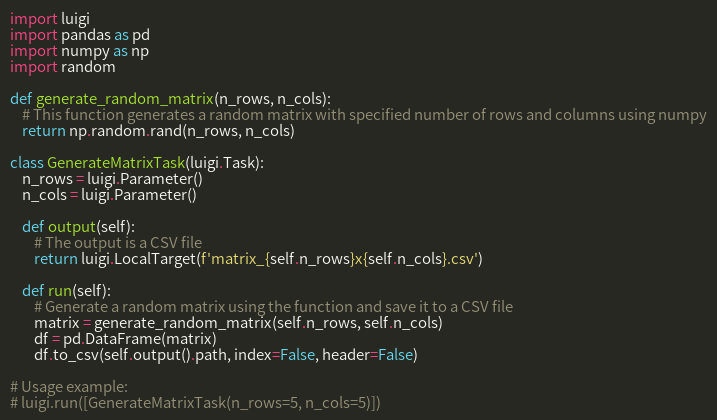 import luigi
import pandas as pd
import numpy as np
import random

def generate_random_matrix(n_rows, n_cols):
    # This function generates a random matrix with specified number of rows and columns using numpy
    return np.random.rand(n_rows, n_cols)

class GenerateMatrixTask(luigi.Task):
    n_rows = luigi.Parameter()
    n_cols = luigi.Parameter()

    def output(self):
        # The output is a CSV file
        return luigi.LocalTarget(f'matrix_{self.n_rows}x{self.n_cols}.csv')

    def run(self):
        # Generate a random matrix using the function and save it to a CSV file
        matrix = generate_random_matrix(self.n_rows, self.n_cols)
        df = pd.DataFrame(matrix)
        df.to_csv(self.output().path, index=False, header=False)

# Usage example:
# luigi.run([GenerateMatrixTask(n_rows=5, n_cols=5)])